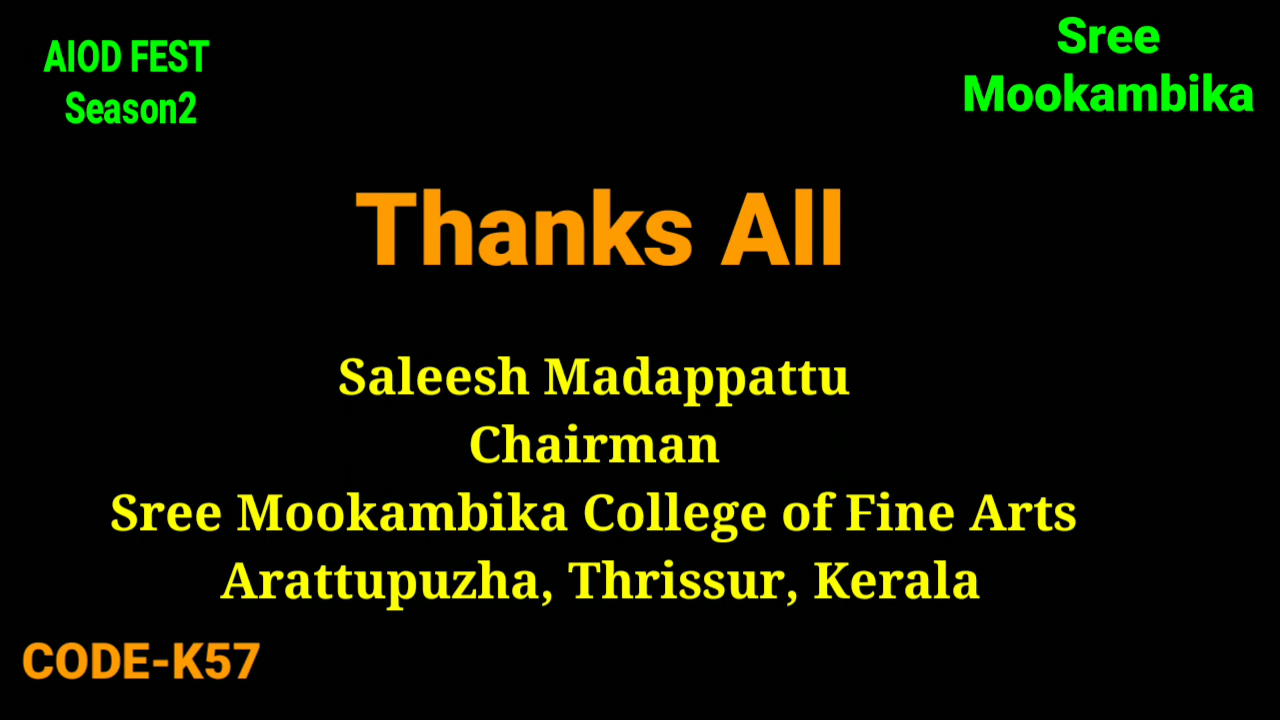 AIOD FEST
Season2
Sree
Mookambika
Thanks All
Saleesh Madappattu
Chairman
Sree Mookambika College of Fine Arts
Arattupuzha, Thrissur, Kerala
CODE-K57